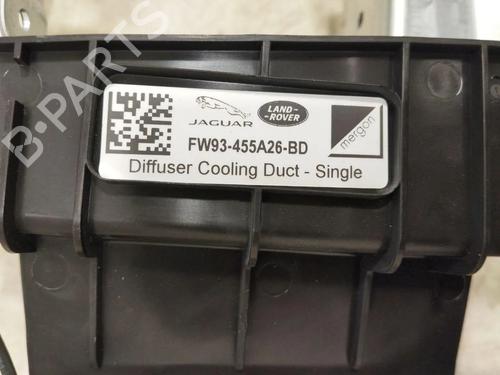 B-PARTS
JAGUAR
LAND-
ROVER
mergon
FW93-455A26-BD
Diffuser Cooling Duct - Single